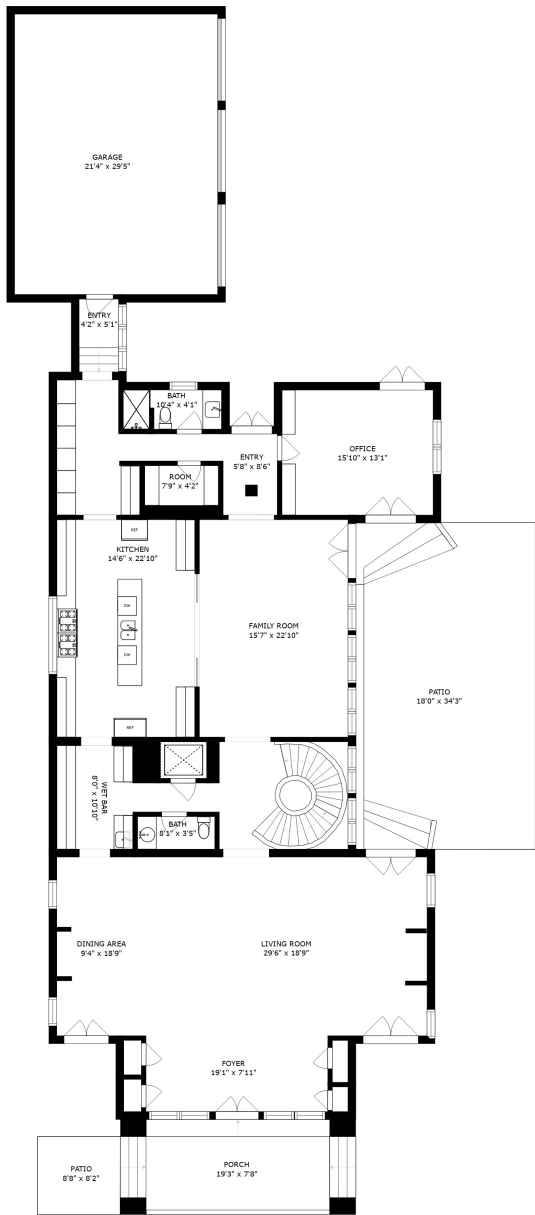 GARAGE
21'4" x 29'5"
ENTRY
4'2" x 5'1"
BATH
10'4" x 4'1"
ENTRY
5'8" x 8'6"
OFFICE
15'10" x 13'1"
ROOM
7'9" x 4'2"
REF
KITCHEN
14'6" x 22'10"
DW
DW
FAMILY ROOM
15'7" x 22'10"
PATIO
18'0" x 34'3"
REF
WET BAR
8'0" x 10'10"
BATH
8'1" x 3'5"
DINING AREA
9'4" x 18'9"
LIVING ROOM
29'6" x 18'9"
FOYER
19'1" x 7'11"
PATIO
8'8" x 8'2"
PORCH
19'3" x 7'8"